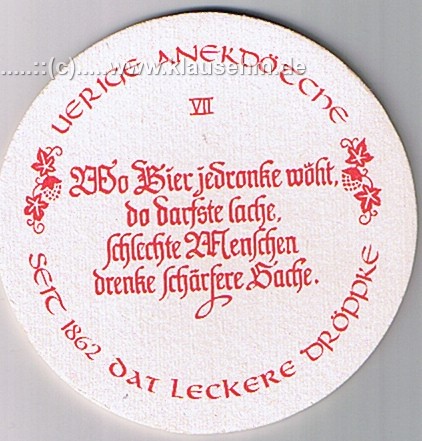 UERIGE ANEKDÖTCHE
.....::(c).....www.klausehm.de
VII
Wo Bier jedronke wöht,
do darfste lache,
schlechte Menschen
drenke schärfere Sache.
SEIT 1862 DAT LECKERE DRÖPPKE